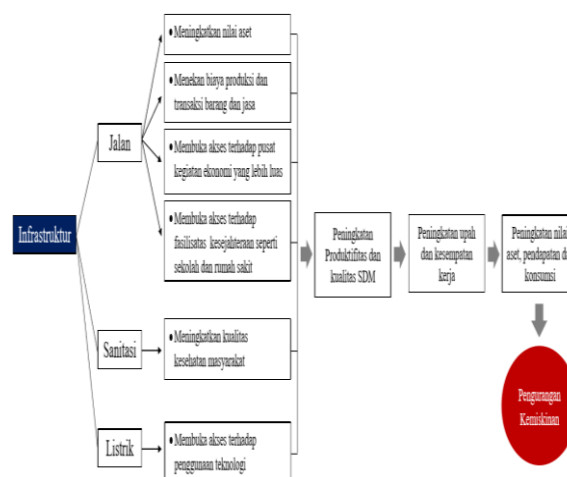 Infrastruktur
Jalan
• Meningkatkan nilai aset
• Menekan biaya produksi dan
transaksi barang dan jasa
• Membuka akses terhadap pusat
kegiatan ekonomi yang lebih luas
• Membuka akses terhadap
fasilisatas kesejahteraan seperti
sekolah dan rumah sakit
Sanitasi
• Meningkatkan kualitas
kesehatan masyarakat
Listrik
• Membuka akses terhadap
penggunaan teknologi
Peningkatan
Produktifitas dan
kualitas SDM
Peningkatan upah
dan kesempatan
kerja
Peningkatan nilai
aset, pendapatan d
konsumsi
Pengurangan
Kemiskinan